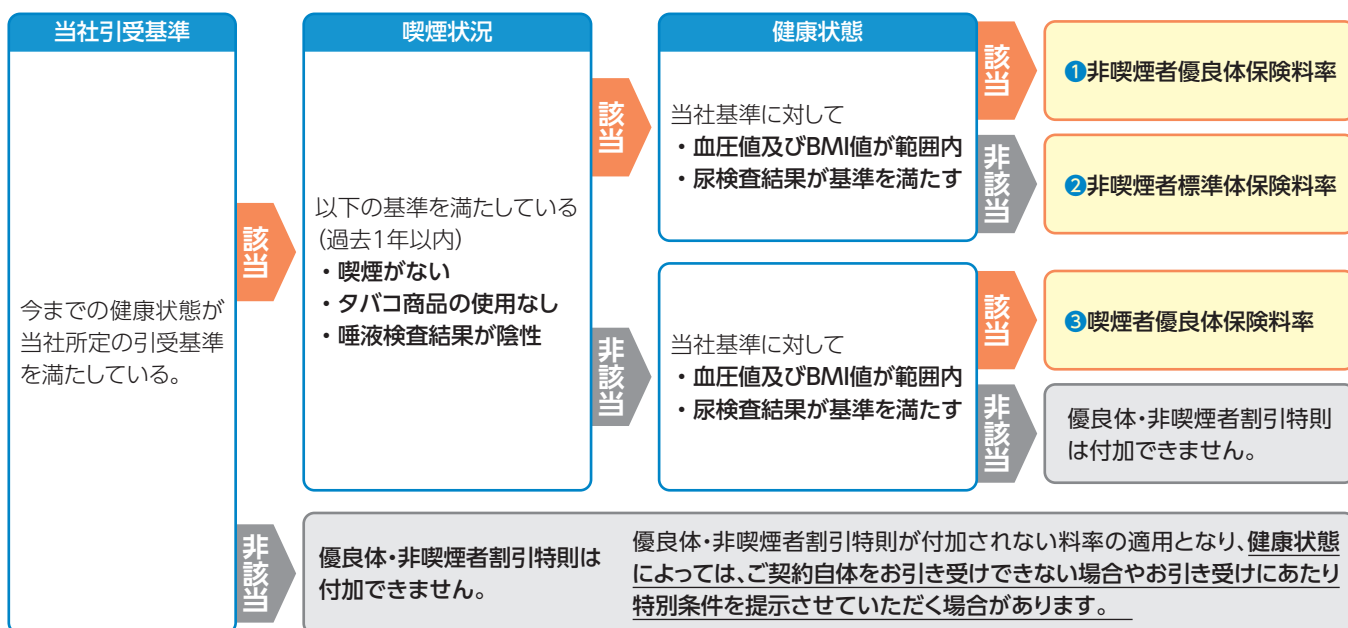 当社引受基準
今までの健康状態が
当社所定の引受基準
を満たしている。
該当
非該当
喫煙状況
以下の基準を満たしている
(過去1年以内)
・喫煙がない
・タバコ商品の使用なし
・唾液検査結果が陰性
該当
非該当
健康状態
当社基準に対して
・血圧値及びBMI値が範囲内
・尿検査結果が基準を満たす
該当
❶非喫煙者優良体保険料率
非該当
❷非喫煙者標準体保険料率
当社基準に対して
・血圧値及びBMI値が範囲内
・尿検査結果が基準を満たす
該当
❸喫煙者優良体保険料率
非該当
優良体・非喫煙者割引特則
は付加できません。
優良体・非喫煙者割引特則は
付加できません。
優良体・非喫煙者割引特則が付加されない料率の適用となり、健康状態
によっては、ご契約自体をお引き受けできない場合やお引き受けにあたり
特別条件を提示させていただく場合があります。